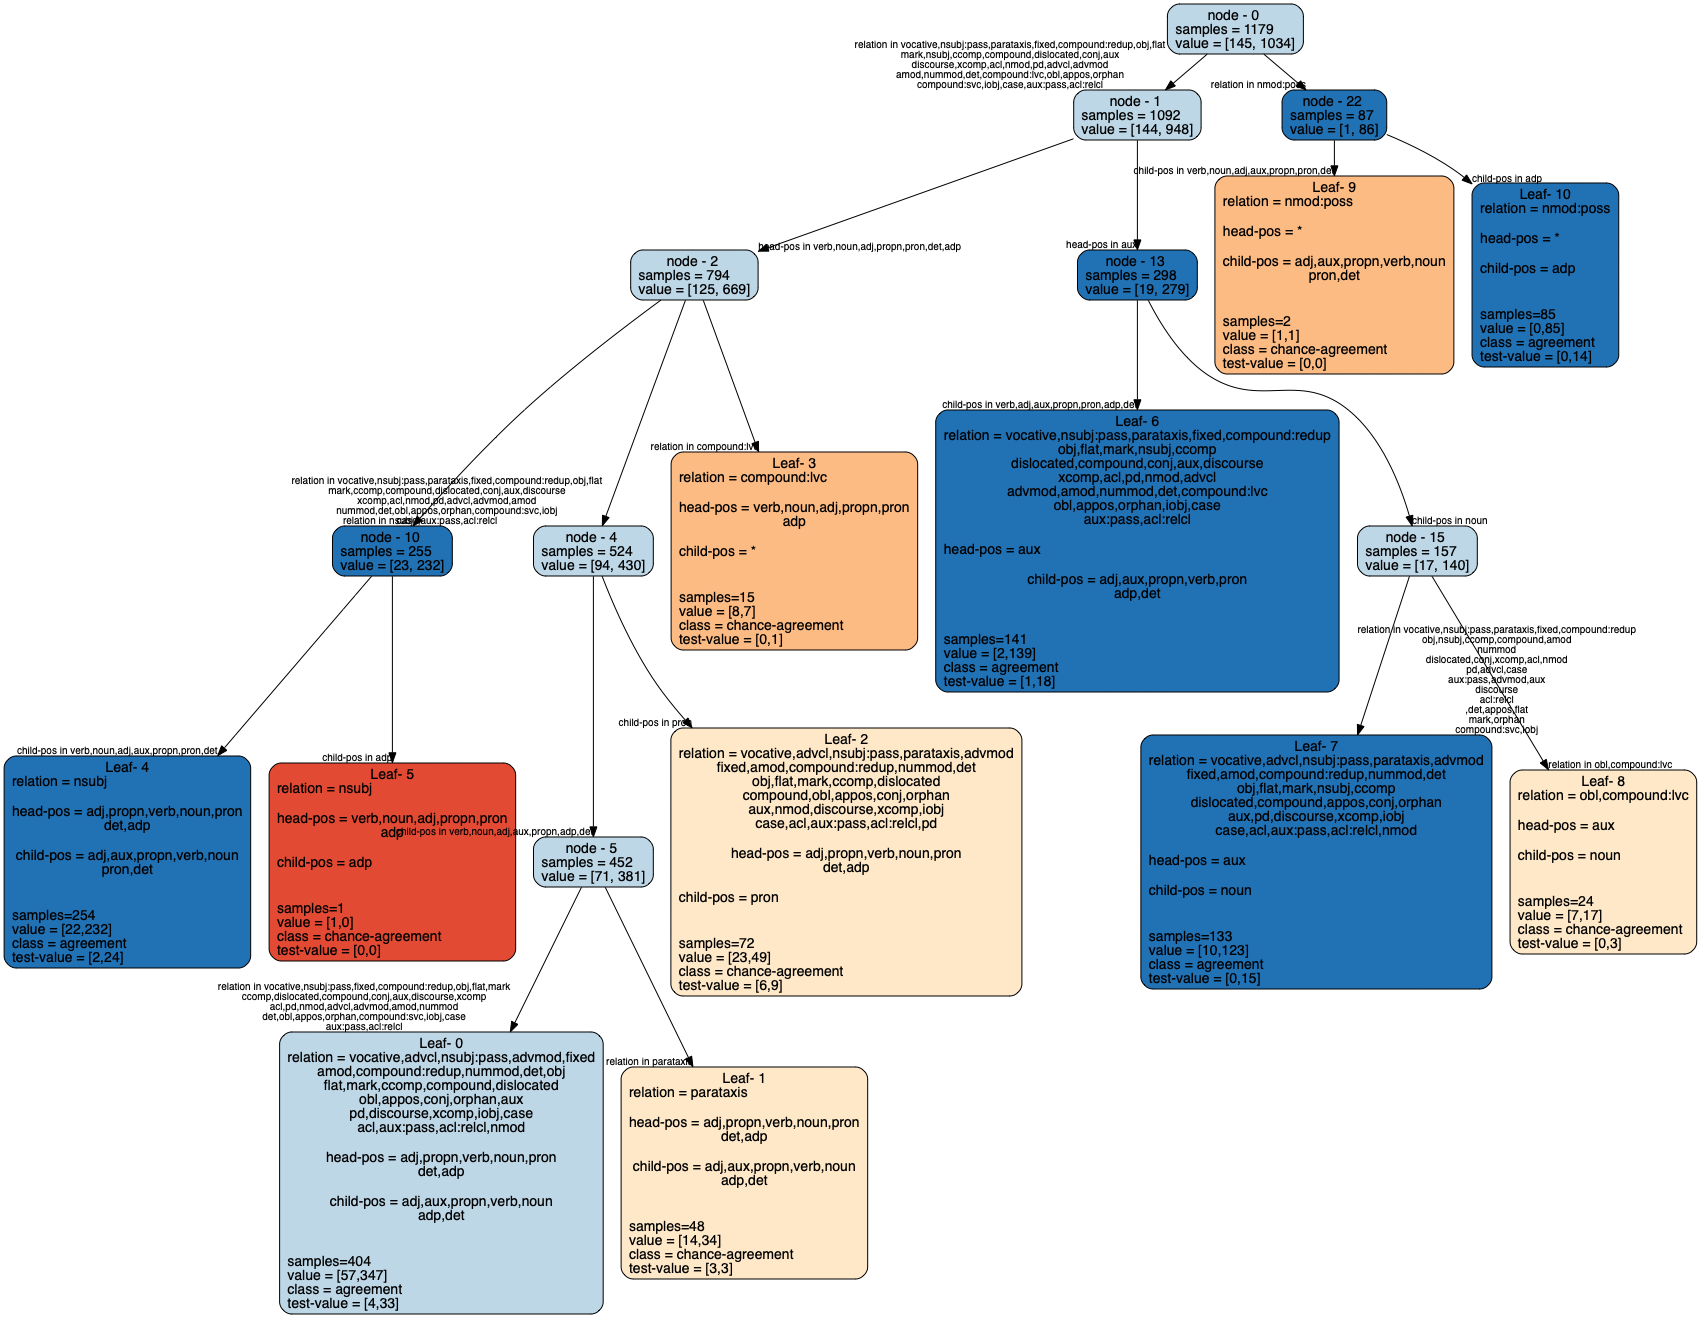 node - 0
samples = 1179
value = [145, 1034]
relation in vocative,nsubj:pass,parataxis,fixed,compound:redup,obj,flat
mark,nsubj,ccomp,compound,dislocated,conj,aux
discourse,xcomp,acl,nmod,pd,advcl,advmod
amod,nummod,det,compound:lvc,obl,appos,orphan
compound:svc,iobj,case,aux:pass,acl:relcl
relation in nmod:poss
node - 1
samples = 1092
value = [144, 948]
node - 22
samples = 87
value = [1, 86]
child-pos in verb,noun,adj,aux,propn,pron,det
child-pos in adp
Leaf- 9
relation = nmod:poss
head-pos = *
child-pos = adj,aux,propn,verb,noun
pron,det
samples=2
value = [1,1]
class = chance-agreement
test-value = [0,0]
Leaf- 10
relation = nmod:poss
head-pos = *
child-pos = adp
samples=85
value = [0,85]
class = agreement
test-value = [0,14]
head-pos in verb,noun,adj,propn,pron,det,adp
head-pos in aux
node - 2
samples = 794
value = [125, 669]
node - 13
samples = 298
value = [19, 279]
relation in vocative,nsubj:pass,parataxis,fixed,compound:redup,obj,flat
mark,ccomp,compound,dislocated,conj,aux,discourse
xcomp,acl,nmod,pd,advcl,advmod,amod
nummod,det,obl,appos,orphan,compound:svc,iobj
case,aux:pass,acl:relcl
relation in nsubj
relation in compound:lvc
child-pos in verb,adj,aux,propn,pron,adp,det
child-pos in noun
node - 10
samples = 255
value = [23, 232]
node - 4
samples = 524
value = [94, 430]
Leaf- 3
relation = compound:lvc
head-pos = verb,noun,adj,propn,pron
adp
child-pos = *
samples=15
value = [8,7]
class = chance-agreement
test-value = [0,1]
Leaf- 6
relation = vocative,nsubj:pass,parataxis,fixed,compound:redup
obj,flat,mark,nsubj,ccomp
dislocated,compound,conj,aux,discourse
xcomp,acl,pd,nmod,advcl
advmod,amod,nummod,det,compound:lvc
obl,appos,orphan,iobj,case
aux:pass,acl:relcl
head-pos = aux
child-pos = adj,aux,propn,verb,pron
adp,det
samples=141
value = [2,139]
class = agreement
test-value = [1,18]
node - 15
samples = 157
value = [17, 140]
relation in vocative,nsubj:pass,parataxis,fixed,compound:redup
obj,nsubj,ccomp,compound,amod
nummod
dislocated,conj,xcomp,acl,nmod
pd,advcl,case
aux:pass,advmod,aux
discourse
acl:relcl
,det,appos,flat
mark,orphan
compound:svc,iobj
relation in obl,compound:lvc
child-pos in verb,noun,adj,aux,propn,pron,det
child-pos in adp
child-pos in verb,noun,adj,aux,propn,adp,det
child-pos in pron
Leaf- 4
relation = nsubj
head-pos = adj,propn,verb,noun,pron
det,adp
child-pos = adj,aux,propn,verb,noun
pron,det
samples=254
value = [22,232]
class = agreement
test-value = [2,24]
Leaf- 5
relation = nsubj
head-pos = verb,noun,adj,propn,pron
adp
child-pos = adp
samples=1
value = [1,0]
class = chance-agreement
test-value = [0,0]
node - 5
samples = 452
value = [71, 381]
Leaf- 2
relation = vocative,advcl,nsubj:pass,parataxis,advmod
fixed,amod,compound:redup,nummod,det
obj,flat,mark,ccomp,dislocated
compound,obl,appos,conj,orphan
aux,nmod,discourse,xcomp,iobj
case,acl,aux:pass,acl:relcl,pd
head-pos = adj,propn,verb,noun,pron
det,adp
child-pos = pron
samples=72
value = [23,49]
class = chance-agreement
test-value = [6,9]
Leaf- 7
relation = vocative,advcl,nsubj:pass,parataxis,advmod
fixed,amod,compound:redup,nummod,det
obj,flat,mark,nsubj,ccomp
dislocated,compound,appos,conj,orphan
aux,pd,discourse,xcomp,iobj
case,acl,aux:pass,acl:relcl,nmod
head-pos = aux
child-pos = noun
samples=133
value = [10,123]
class = agreement
test-value = [0,15]
Leaf- 8
relation = obl,compound:lvc
head-pos = aux
child-pos = noun
samples=24
value = [7,17]
class = chance-agreement
test-value = [0,3]
relation in vocative,nsubj:pass,fixed,compound:redup,obj,flat,mark
ccomp,dislocated,compound,conj,aux,discourse,xcomp
acl,pd,nmod,advcl,advmod,amod,nummod
det,obl,appos,orphan,compound:svc,iobj,case
aux:pass,acl:relcl
relation in parataxis
Leaf- 0
relation = vocative,advcl,nsubj:pass,advmod,fixed
amod,compound:redup,nummod,det,obj
flat,mark,ccomp,compound,dislocated
obl,appos,conj,orphan,aux
pd,discourse,xcomp,iobj,case
acl,aux:pass,acl:relcl,nmod
head-pos = adj,propn,verb,noun,pron
det,adp
child-pos = adj,aux,propn,verb,noun
adp,det
samples=404
value = [57,347]
class = agreement
test-value = [4,33]
Leaf- 1
relation = parataxis
head-pos = adj,propn,verb,noun,pron
det,adp
child-pos = adj,aux,propn,verb,noun
adp,det
samples=48
value = [14,34]
class = chance-agreement
test-value = [3,3]